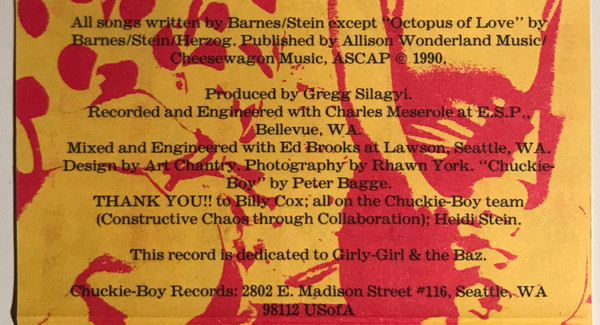 All songs written by Barnes/Stein except "Octopus of Love" by
Barnes/Stein/Herzog. Published by Allison Wonderland Music/
Cheesewagon Music, ASCAP © 1990.
Produced by Gregg Silagyi.
Recorded and Engineered with Charles Meserole at E.S.P.,
Bellevue, WA.
Mixed and Engineered with Ed Brooks at Lawson, Seattle, WA.
Design by Art Chantry. Photography by Rhawn York. "Chuckie-
Boy" by Peter Bagge.
THANK YOU!! to Billy Cox; all on the Chuckie-Boy team
(Constructive Chaos through Collaboration); Heidi Stein.
This record is dedicated to Girly-Girl & the Baz.
Chuckie-Boy Records: 2802 E. Madison Street #116, Seattle, WA
98112 USofA